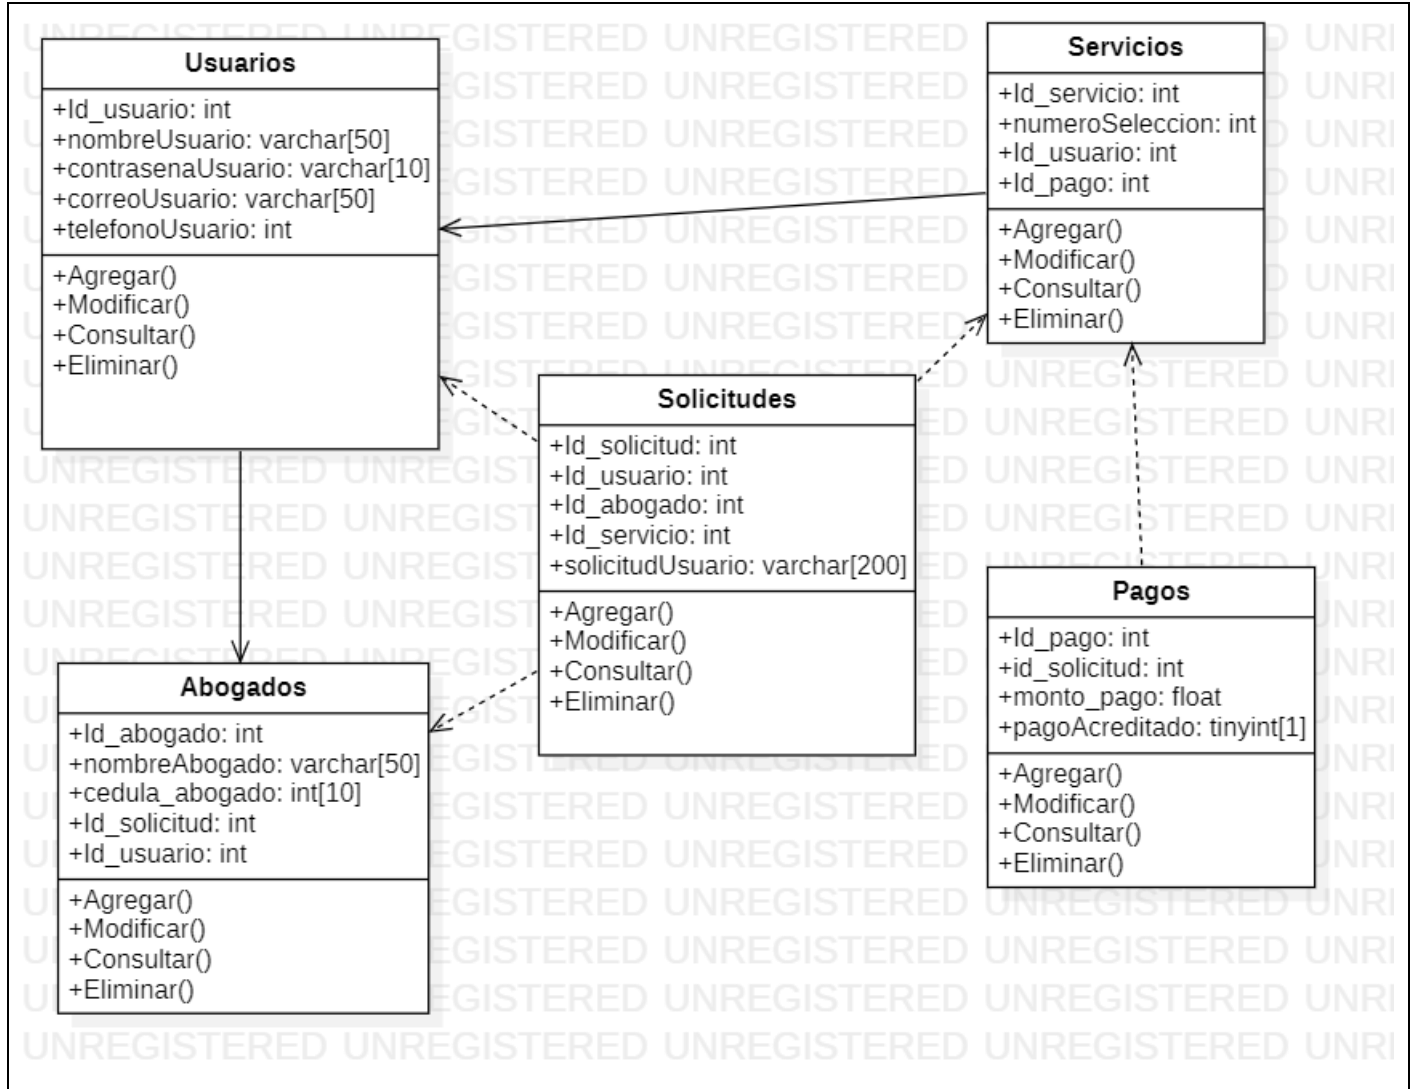 Usuarios
+Id_usuario: int
+nombreUsuario: varchar[50]
+contrasenaUsuario: varchar[10]
+correoUsuario: varchar[50]
+telefonoUsuario: int
+Agregar()
+Modificar()
+Consultar()
+Eliminar()
Servicios
+Id_servicio: int
+numeroSeleccion: int
+Id_usuario: int
+Id_pago: int
+Agregar()
+Modificar()
+Consultar()
+Eliminar()
Solicitudes
+Id_solicitud: int
+Id_usuario: int
+Id_abogado: int
+Id_servicio: int
+solicitudUsuario: varchar[200]
+Agregar()
+Modificar()
+Consultar()
+Eliminar()
Abogados
+Id_abogado: int
+nombreAbogado: varchar[50]
+cedula_abogado: int[10]
+Id_solicitud: int
+Id_usuario: int
+Agregar()
+Modificar()
+Consultar()
+Eliminar()
Pagos
+Id_pago: int
+id_solicitud: int
+monto_pago: float
+pagoAcreditado: tinyint[1]
+Agregar()
+Modificar()
+Consultar()
+Eliminar()
UNREGISTERED